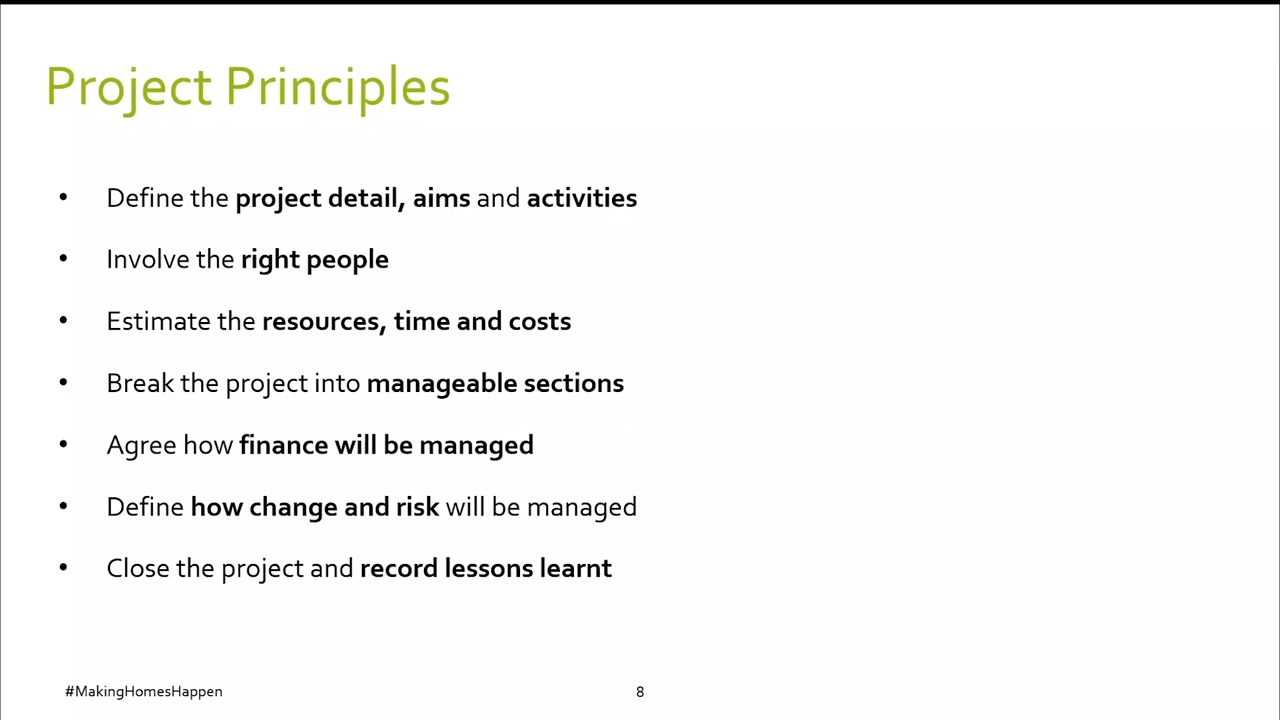 Project Principles
• Define the project detail, aims and activities
• Involve the right people
• Estimate the resources, time and costs
• Break the project into manageable sections
• Agree how finance will be managed
• Define how change and risk will be managed
• Close the project and record lessons learnt
#MakingHomesHappen
8